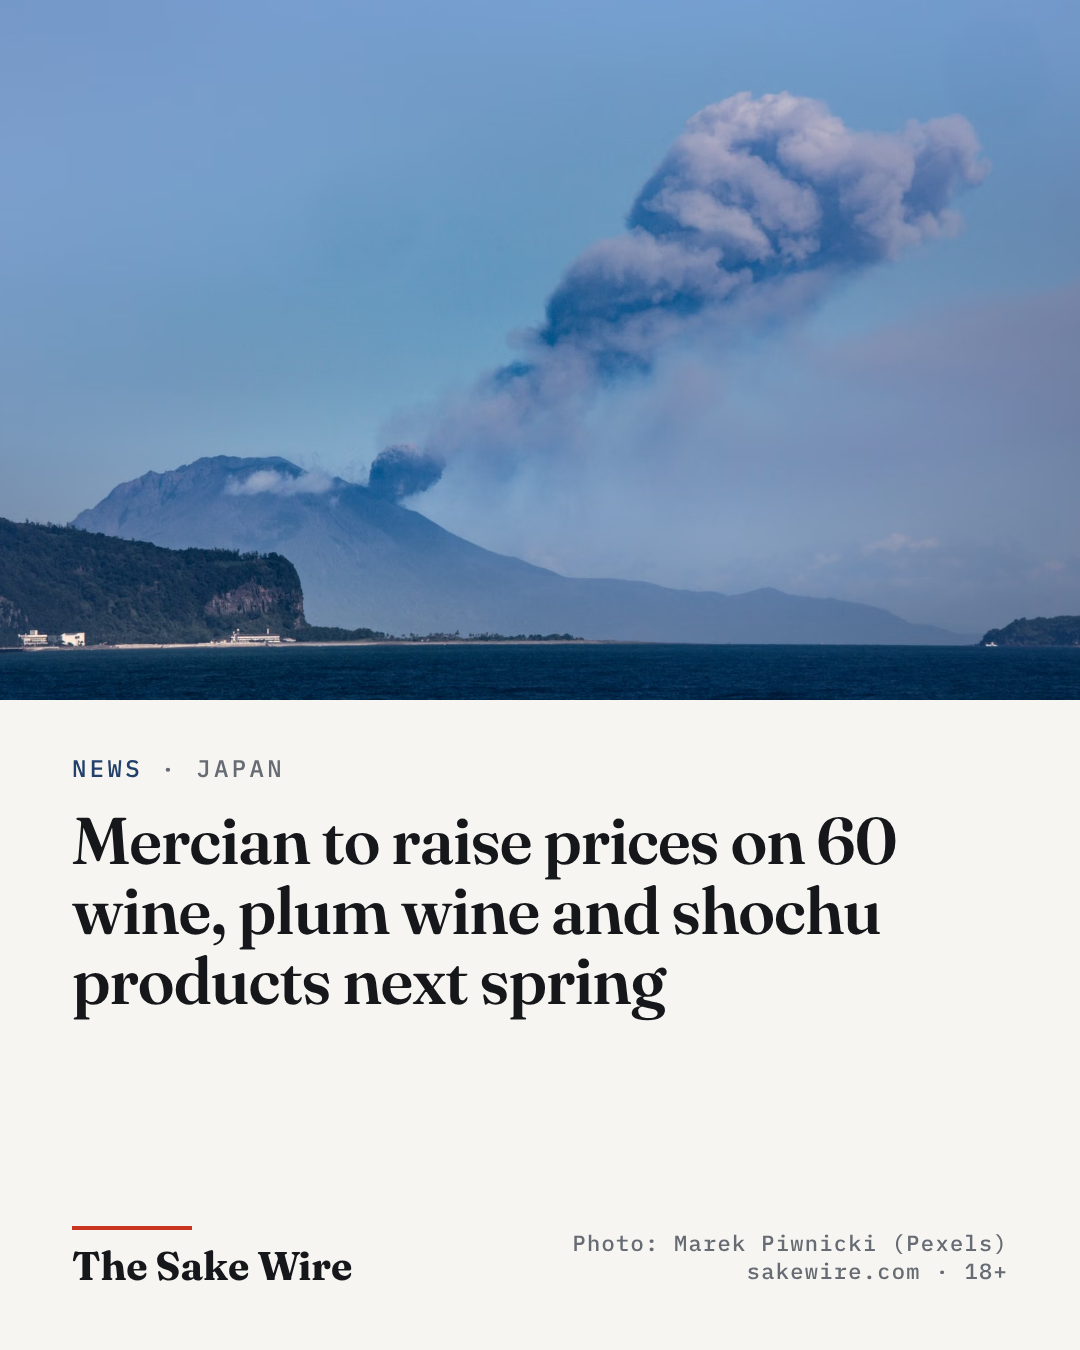 NEWS · JAPAN
Mercian to raise prices on 60
wine, plum wine and shochu
products next spring
The Sake Wire
Photo: Marek Piwnicki (Pexels)
sakewire.com · 18+